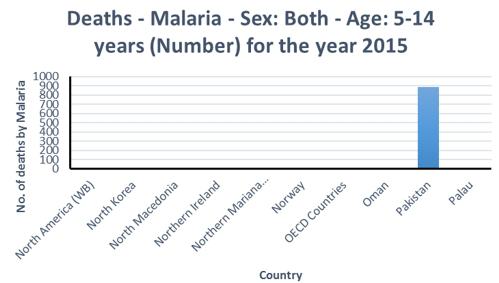 Deaths - Malaria - Sex: Both - Age: 5-14
years (Number) for the year 2015
No. of deaths by Malaria
1000
900
800
700
600
500
400
300
200
100
0
North America (WB)
North Korea
North Macedonia
Northern Ireland
Northern Mariana...
Norway
OECD Countries
Oman
Pakistan
Palau
Country